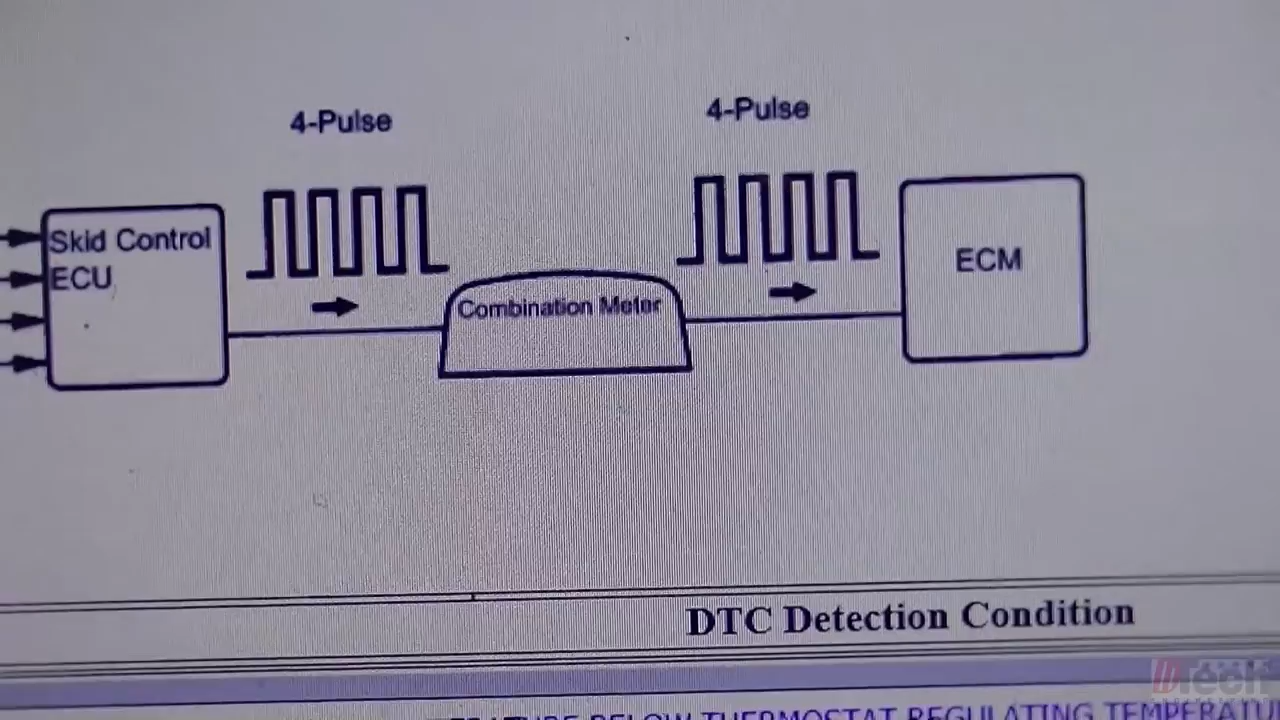 4-Pulse
4-Pulse
Skid Control
ECU
Combination Meter
ECM
DTC Detection Condition
BELOW THERMOSTAT REGULATING